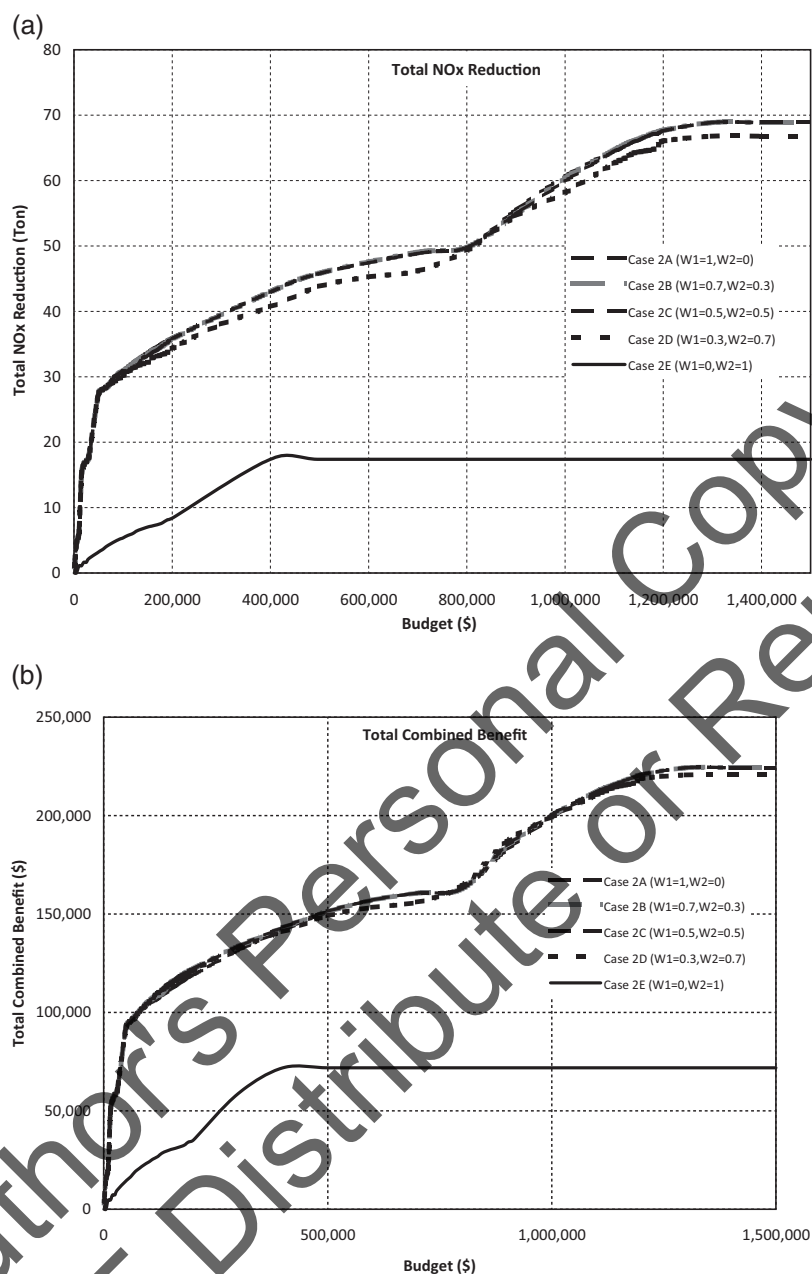 (a)
Total NOx Reduction
80
70
60
50
40
30
20
10
0
Total NOx Reduction (Ton)
Case 2A (W1=1,W2=0)
Case 2B (W1=0.7,W2=0.3)
Case 2C (W1=0.5,W2=0.5)
Case 2D (W1=0.3,W2=0.7)
Case 2E (W1=0,W2=1)
0 200,000 400,000 600,000 800,000 1,000,000 1,200,000 1,400,000
Budget ($)
(b)
Total Combined Benefit
250,000
200,000
150,000
100,000
50,000
0
Total Combined Benefit ($)
Case 2A (W1=1,W2=0)
Case 2B (W1=0.7,W2=0.3)
Case 2C (W1=0.5,W2=0.5)
Case 2D (W1=0.3,W2=0.7)
Case 2E (W1=0,W2=1)
0 500,000 1,000,000 1,500,000
Budget ($)
Personal
Distribute or